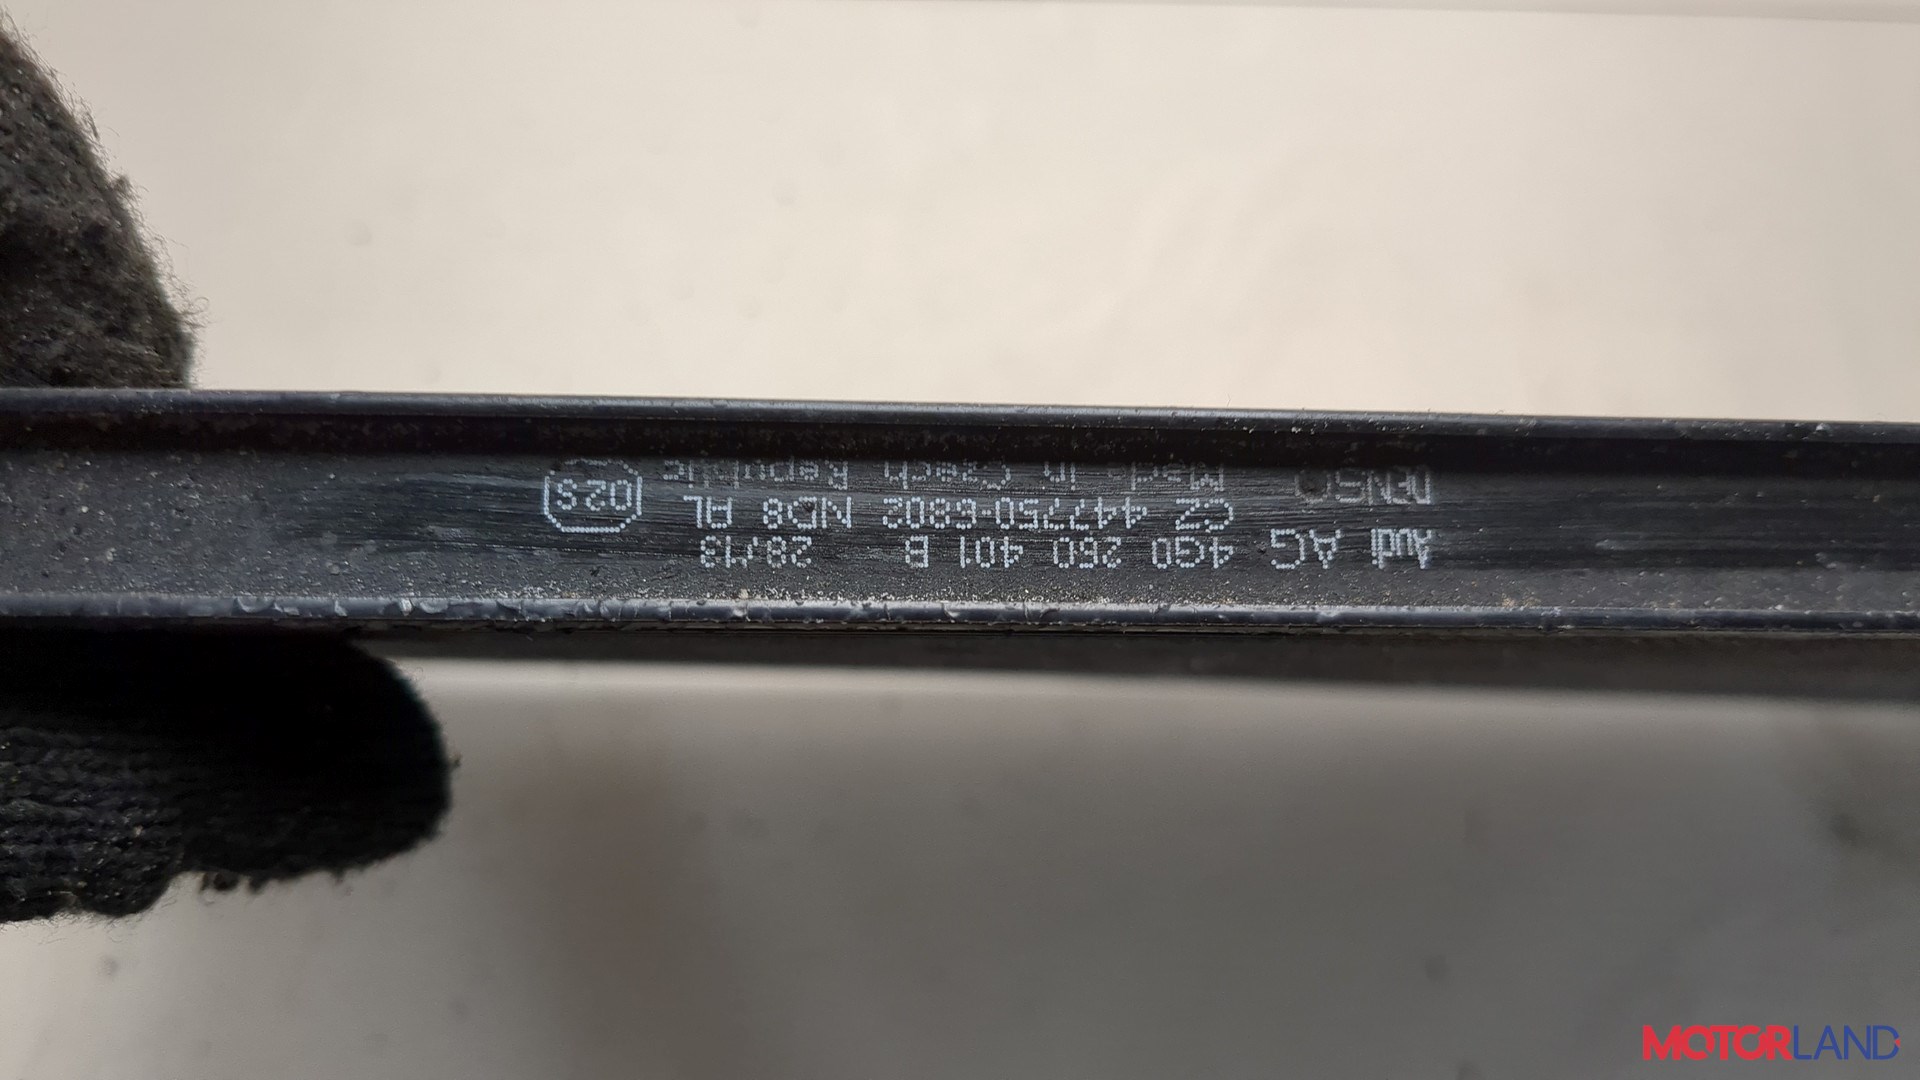 Audi AG 4G0 260 401 B 28/13
CZ 447750-6802 ND8 AL
DENSO Made in Czech Republic
02S
MOTORLAND